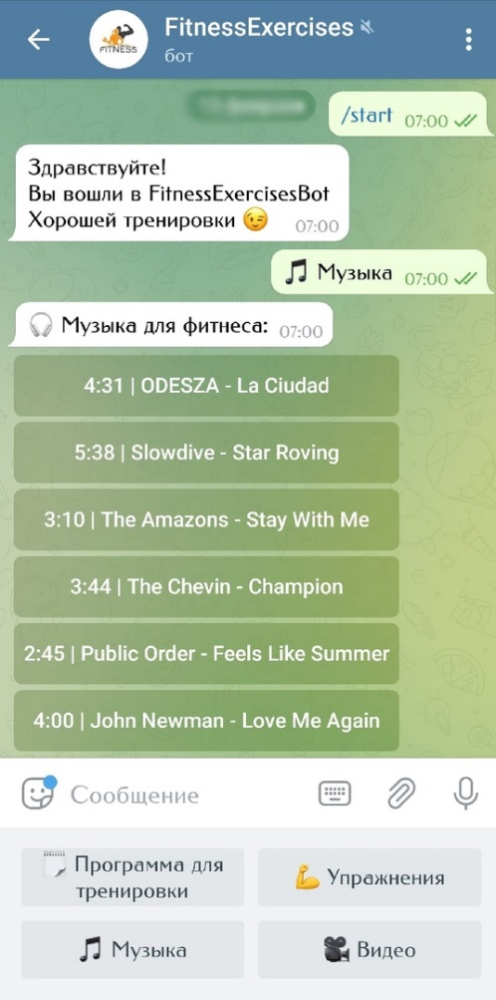 FitnessExercises
FITNESS
бот
/start 07:00
Здравствуйте!
Вы вошли в FitnessExercisesBot
Хорошей тренировки 😉 07:00
🎵 Музыка 07:00
🎧 Музыка для фитнеса: 07:00
4:31 | ODESZA - La Ciudad
5:38 | Slowdive - Star Roving
3:10 | The Amazons - Stay With Me
3:44 | The Chevin - Champion
2:45 | Public Order - Feels Like Summer
4:00 | John Newman - Love Me Again
Сообщение
🗒 Программа для
тренировки
💪 Упражнения
🎵 Музыка
🎥 Видео